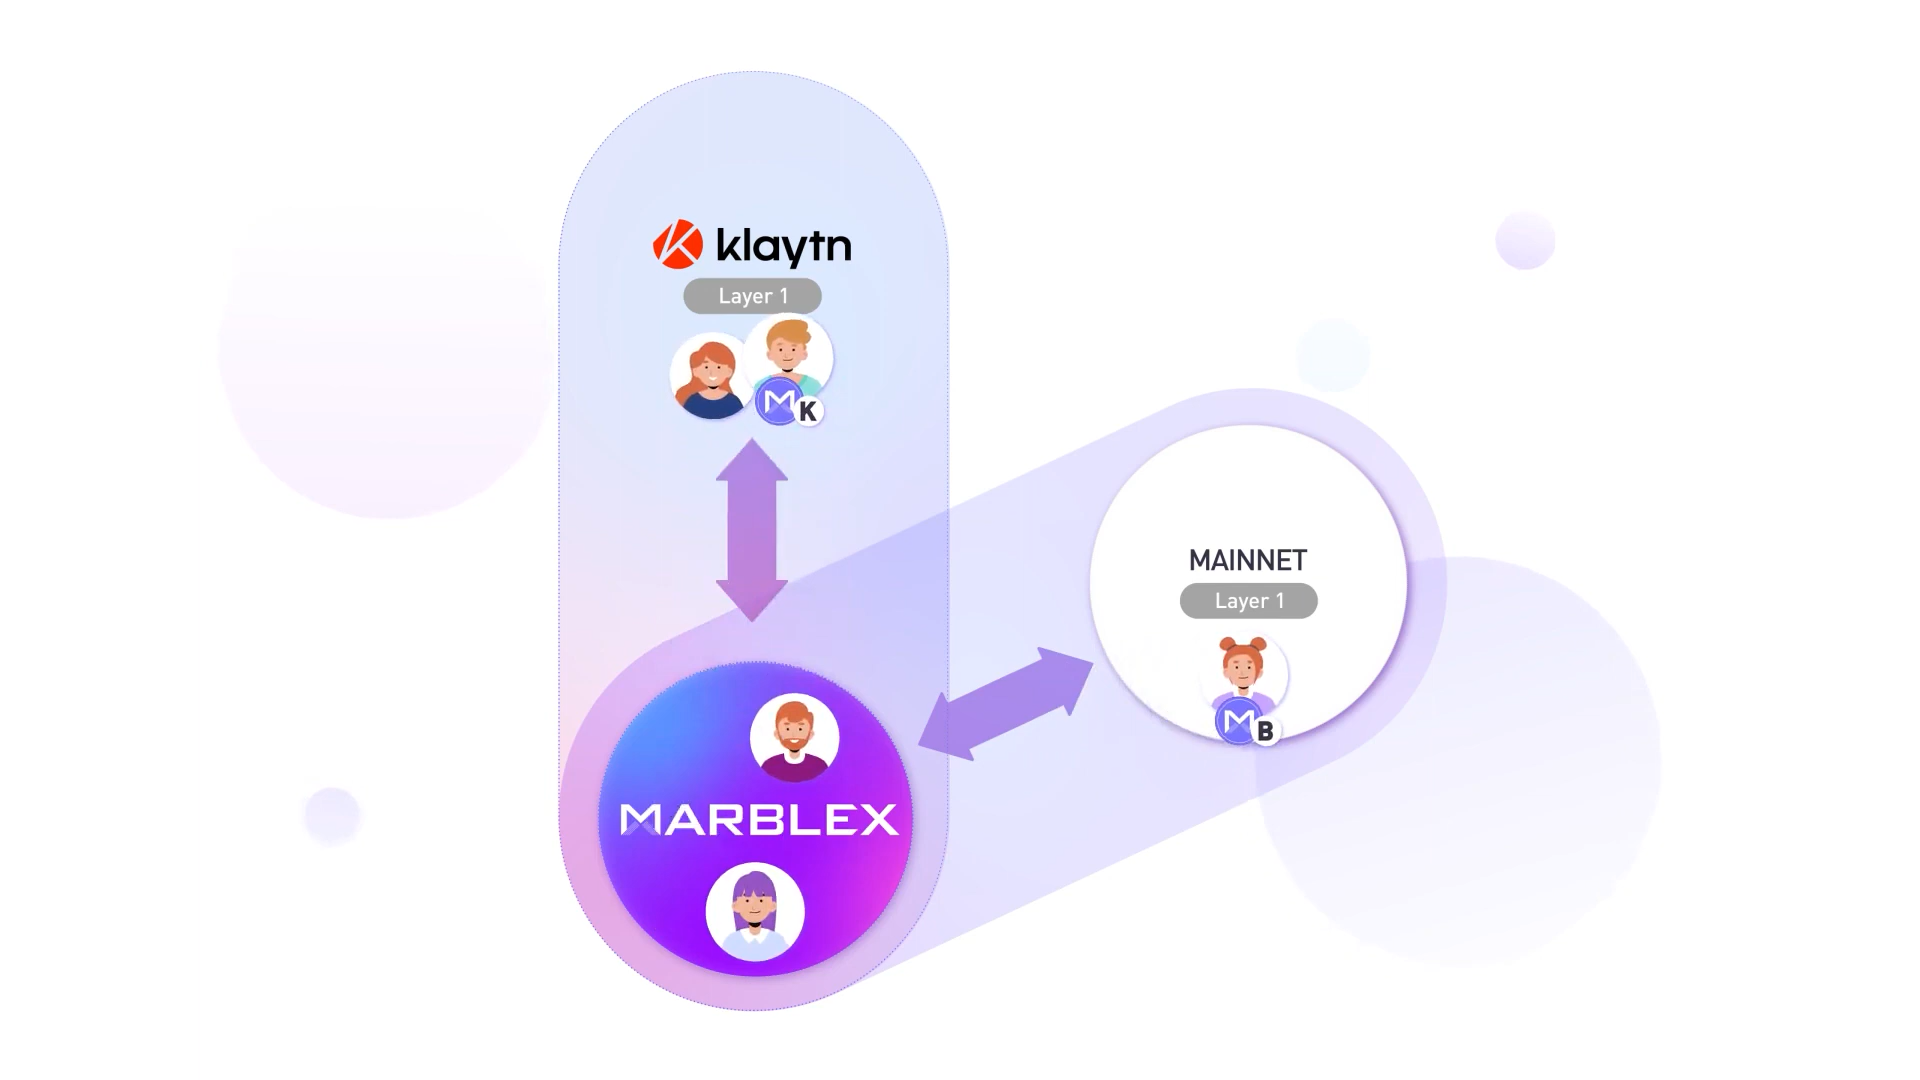 klaytn
Layer 1
K
MAINNET
Layer 1
B
MARBLEX